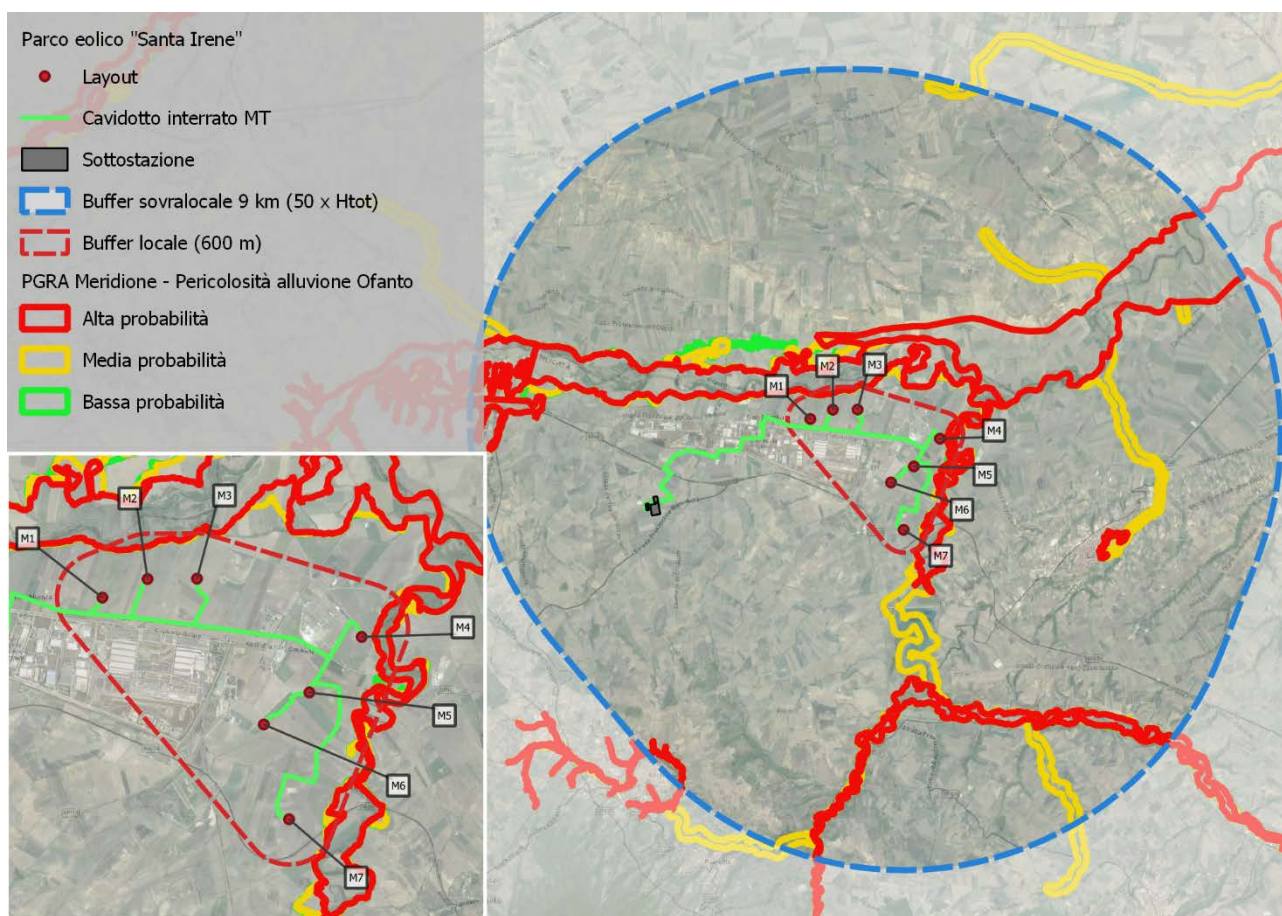 Parco eolico "Santa Irene"
Layout
Cavidotto interrato MT
Sottostazione
Buffer sovralocale 9 km (50 x Htot)
Buffer locale (600 m)
PGRA Meridione - Pericolosità alluvione Ofanto
Alta probabilità
Media probabilità
Bassa probabilità
M1
M2
M3
M4
M5
M6
M7
M1
M2
M3
M4
M5
M6
M7